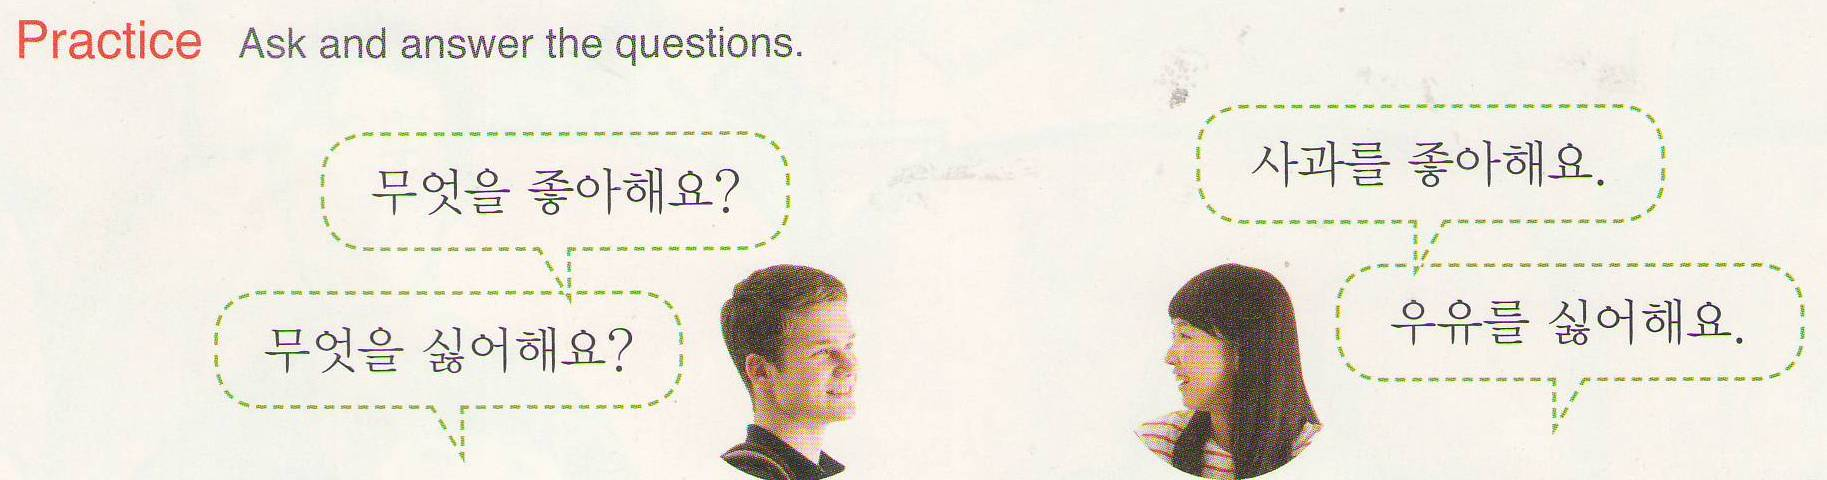 Practice Ask and answer the questions.
무엇을 좋아해요?
사과를 좋아해요.
무엇을 싫어해요?
우유를 싫어해요.